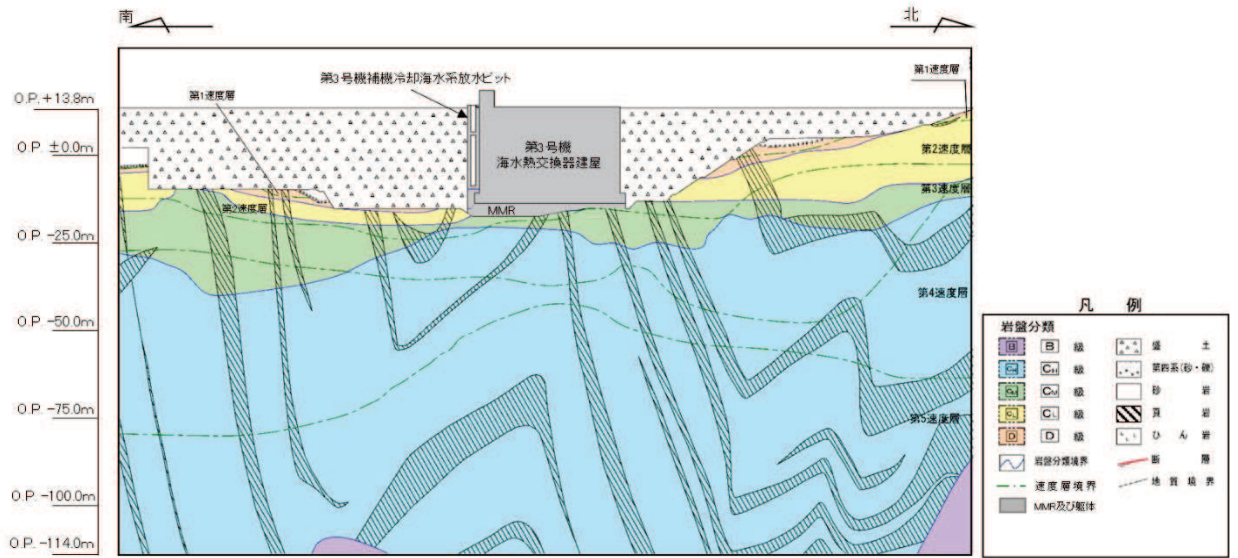 南
北
第3号機補機冷却海水系放水ピット
第1速度層
第1速度層
O.P.+13.8m
O.P. ±0.0m
O.P. -25.0m
O.P. -50.0m
O.P. -75.0m
O.P. -100.0m
O.P. -114.0m
第3号機
海水熱交換器建屋
MMR
第2速度層
第2速度層
第3速度層
第4速度層
第5速度層
凡 例
岩盤分類
B B 級
CH CH 級
CM CM 級
CL CL 級
D D 級
岩盤分類境界
速度層境界
MMR及び躯体
盛 土
第四系(砂・礫)
砂 岩
頁 岩
ひ ん 岩
断 層
地 質 境 界